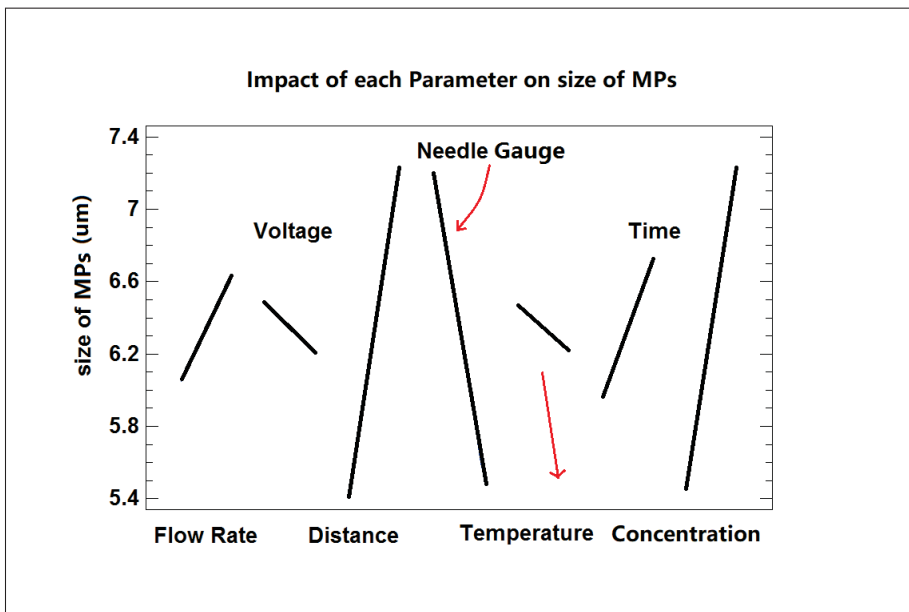 Impact of each Parameter on size of MPs
size of MPs (um)
7.4
7
6.6
6.2
5.8
5.4
Needle Gauge
Voltage
Time
Flow Rate
Distance
Temperature
Concentration